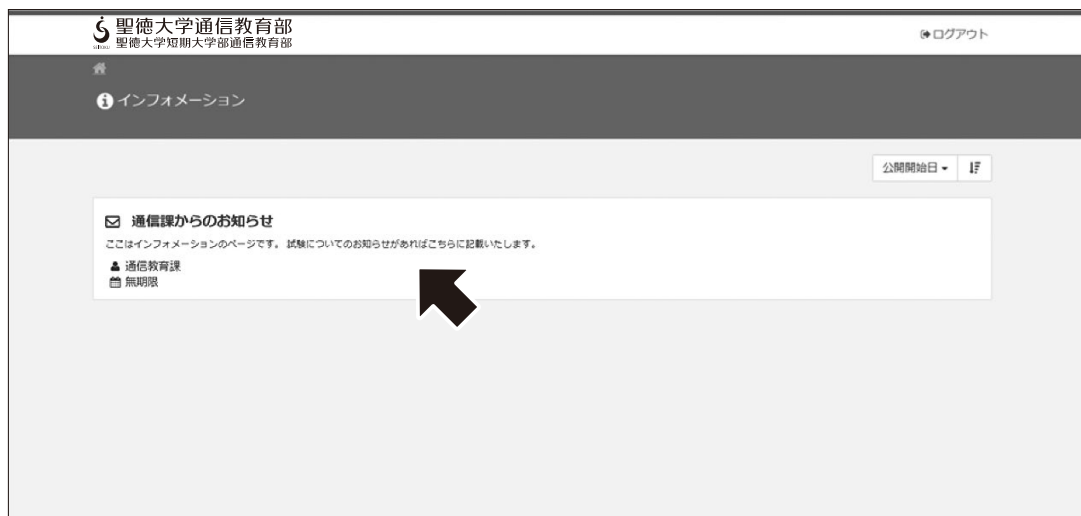 聖徳大学通信教育部
聖徳大学短期大学部通信教育部
ログアウト
インフォメーション
公開開始日
通信課からのお知らせ
ここはインフォメーションのページです。 試験についてのお知らせがあればこちらに記載いたします。
通信教育課
無期限